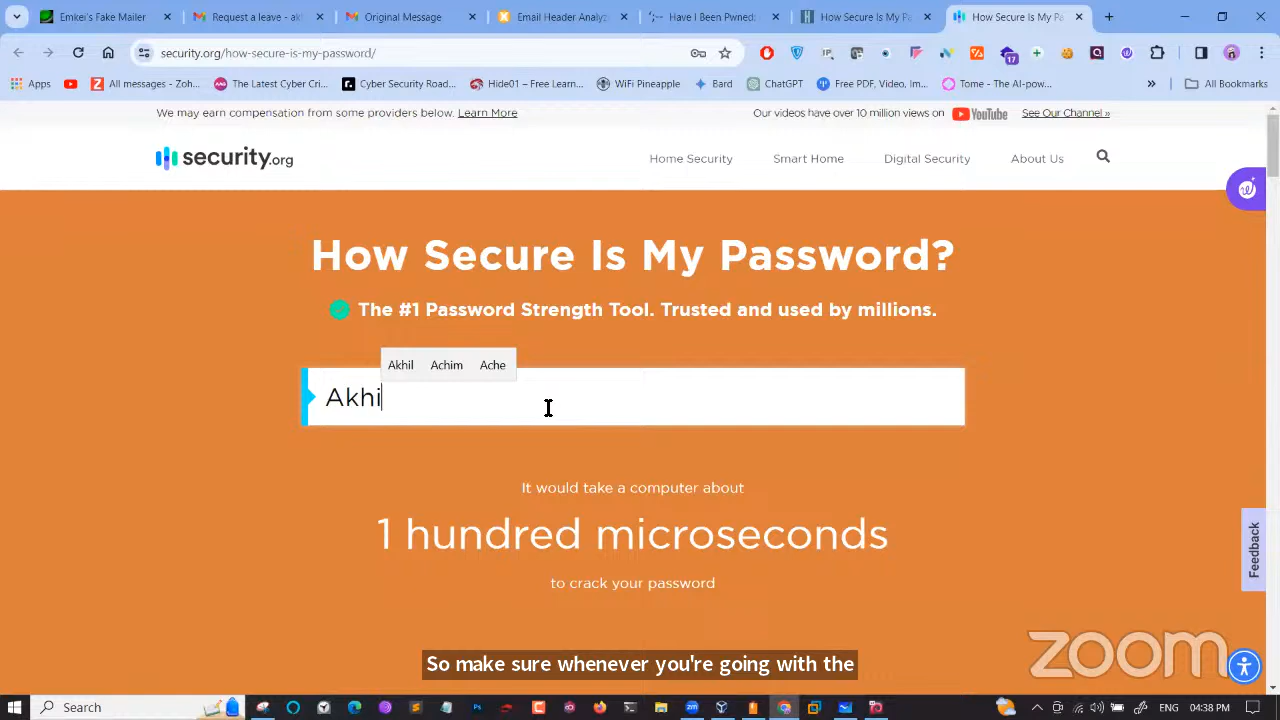 Emkei's Fake Mailer
Request a leave - ak
Original Message
Email Header Analyz
Have I Been Pwned:
How Secure Is My Pa
How Secure Is My Pa
security.org/how-secure-is-my-password/
17
Apps
All messages - Zoh...
The Latest Cyber Cri...
Cyber Security Road...
Hide01 – Free Learn...
WiFi Pineapple
Bard
ChatGPT
Free PDF, Video, Im...
Tome - The AI-pow...
»
All Bookmarks
We may earn compensation from some providers below. Learn More
Our videos have over 10 million views on YouTube See Our Channel »
security.org
Home Security
Smart Home
Digital Security
About Us
How Secure Is My Password?
The #1 Password Strength Tool. Trusted and used by millions.
Akhil Achim Ache
Akhi
It would take a computer about
1 hundred microseconds
to crack your password
Feedback
So make sure whenever you're going with the
zoom
Search
04:38 PM